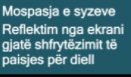 Mospasja e syzeve
Reflektim nga ekrani
gjatë shfrytëzimit të
paisjes për diell